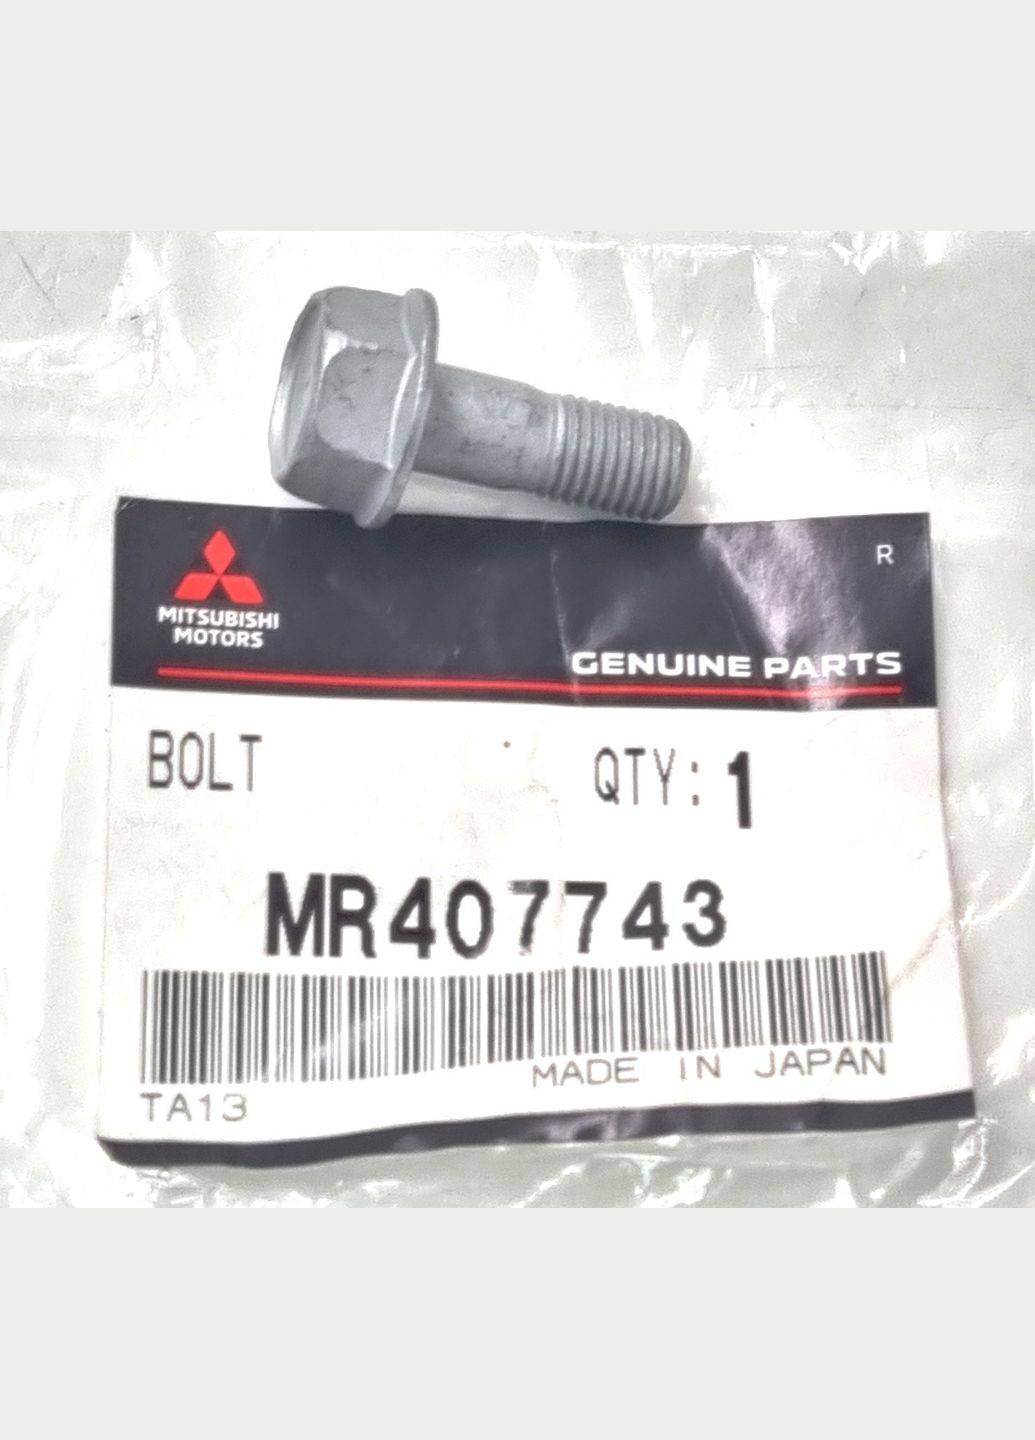 R
MITSUBISHI
MOTORS
GENUINE PARTS
BOLT QTY: 1
MR407743
MADE IN JAPAN
TA13